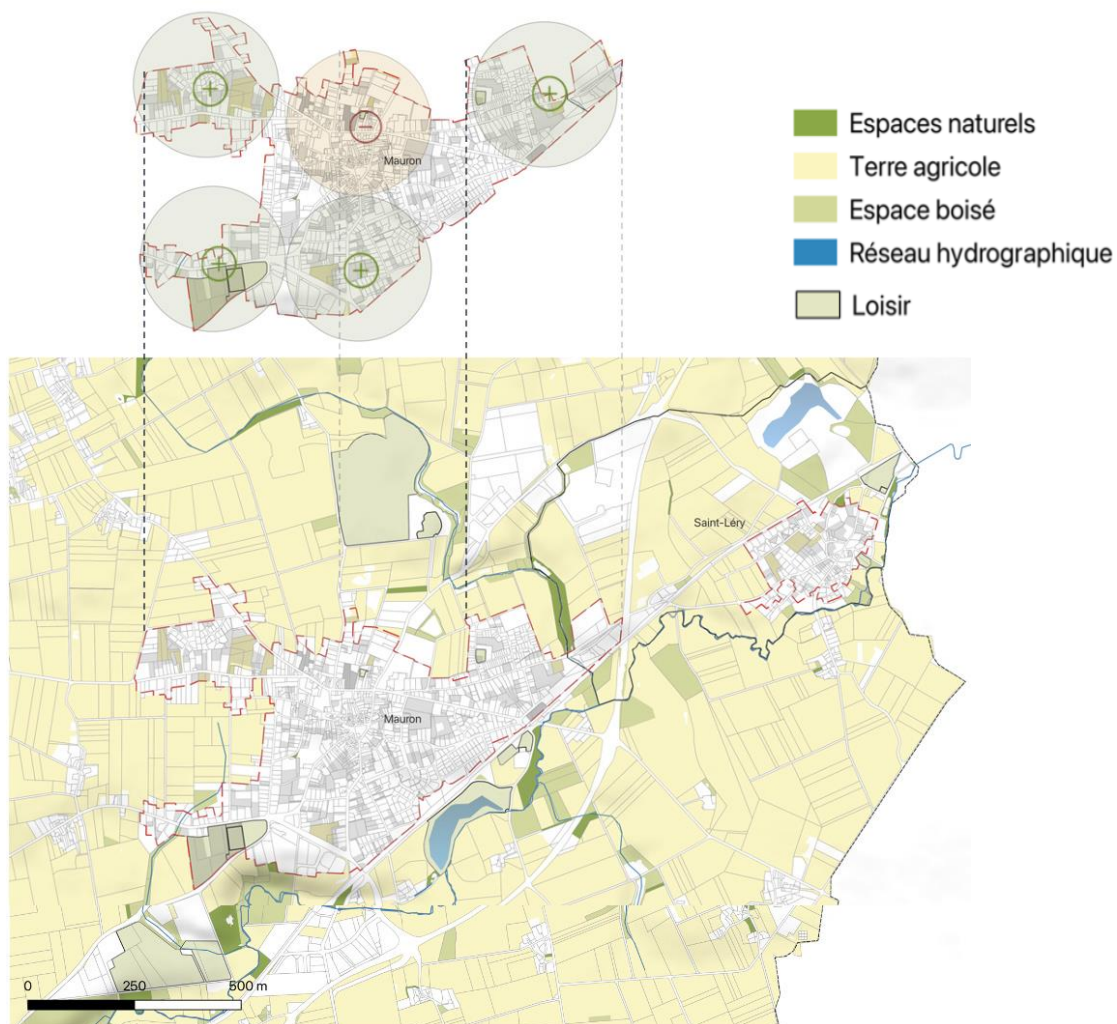 Mauron
Espaces naturels
Terre agricole
Espace boisé
Réseau hydrographique
Loisir
Saint-Léry
Mauron
0 250 500 m